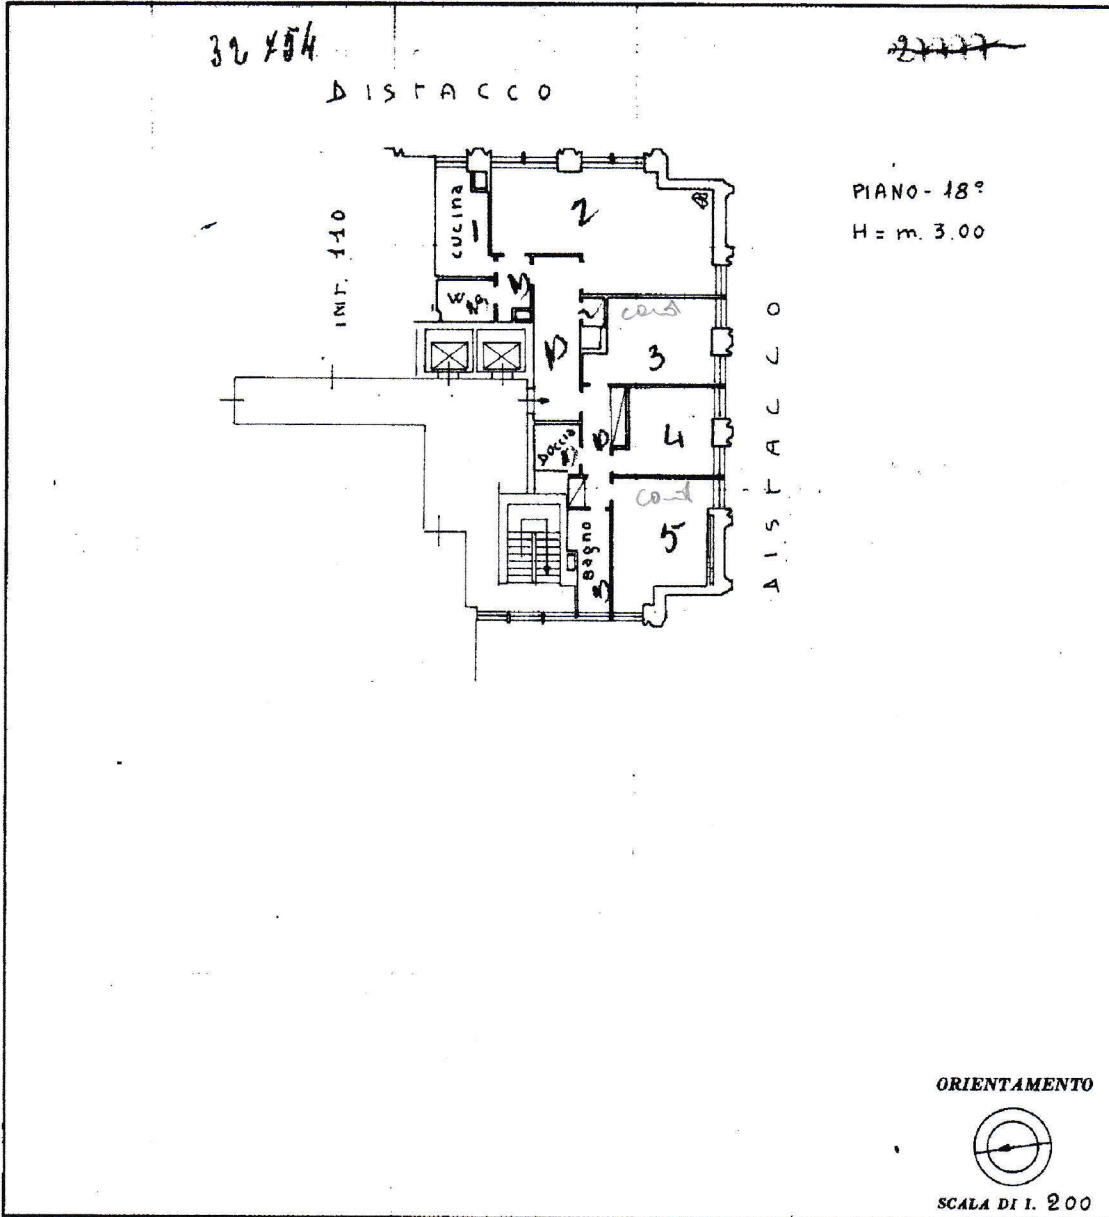 DISTACCO
PIANO-18°
H = m. 3.00
INT. 110
cucina
1
2
W
3
4
Doccia
5
Bagno
DISTACCO
ORIENTAMENTO
SCALA DI 1. 200